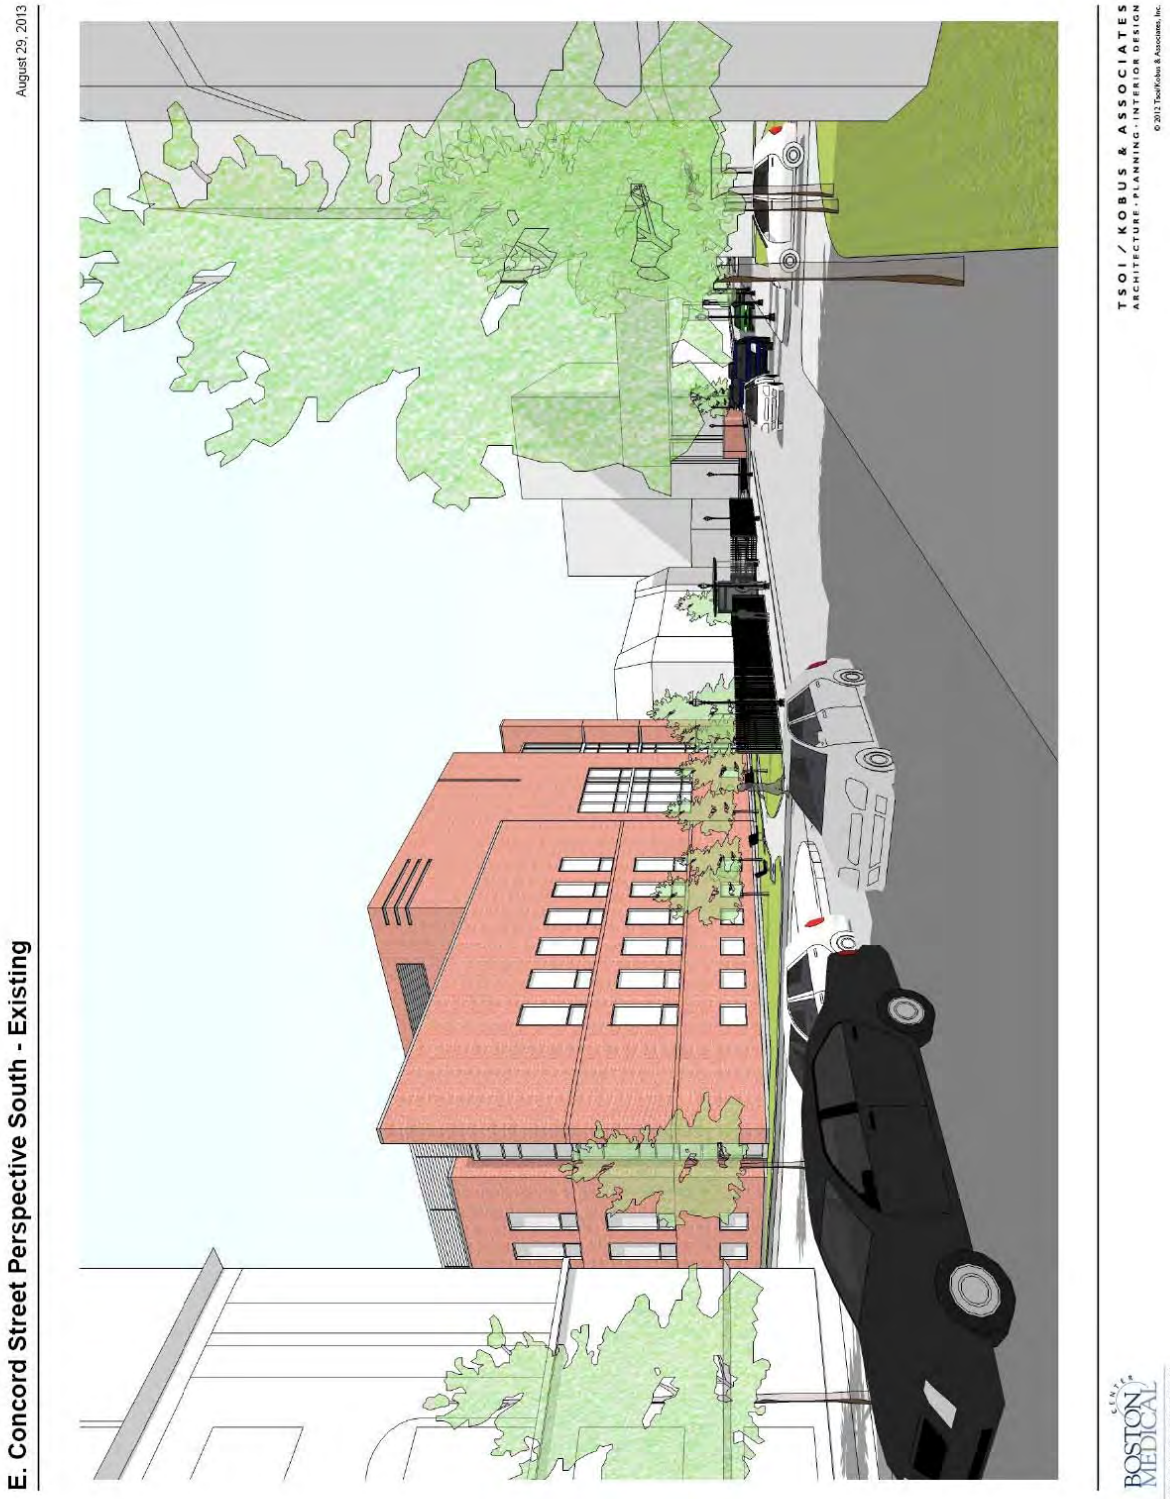 E. Concord Street Perspective South - Existing
August 29, 2013
BOSTON
MEDICAL
CENTER
TSOI / KOBUS & ASSOCIATES
ARCHITECTURE · PLANNING · INTERIOR DESIGN
© 2012 Tsoi/Kobus & Associates, Inc.